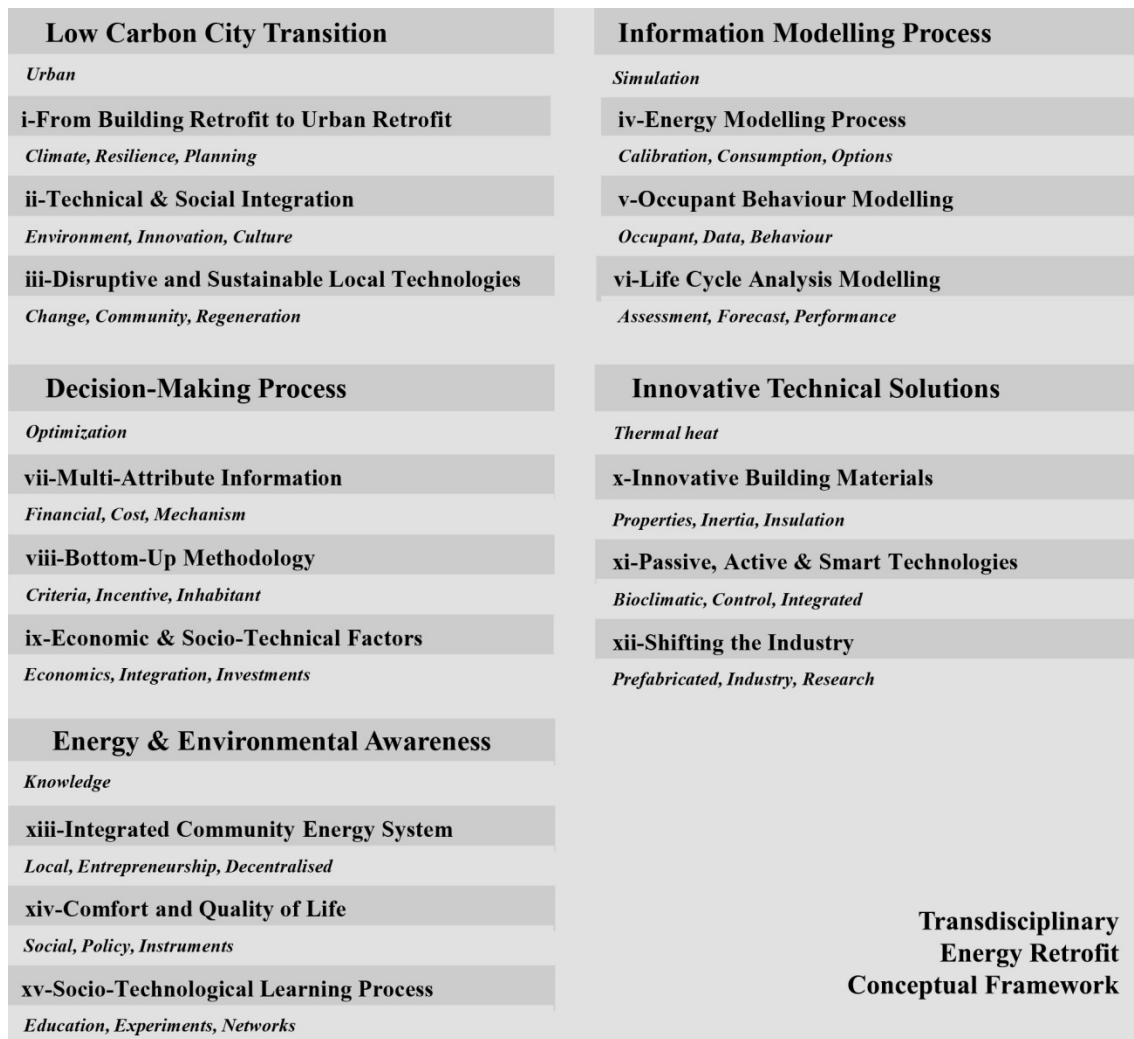 Low Carbon City Transition
Urban
i-From Building Retrofit to Urban Retrofit
Climate, Resilience, Planning
ii-Technical & Social Integration
Environment, Innovation, Culture
iii-Disruptive and Sustainable Local Technologies
Change, Community, Regeneration
Information Modelling Process
Simulation
iv-Energy Modelling Process
Calibration, Consumption, Options
v-Occupant Behaviour Modelling
Occupant, Data, Behaviour
vi-Life Cycle Analysis Modelling
Assessment, Forecast, Performance
Decision-Making Process
Optimization
vii-Multi-Attribute Information
Financial, Cost, Mechanism
viii-Bottom-Up Methodology
Criteria, Incentive, Inhabitant
ix-Economic & Socio-Technical Factors
Economics, Integration, Investments
Innovative Technical Solutions
Thermal heat
x-Innovative Building Materials
Properties, Inertia, Insulation
xi-Passive, Active & Smart Technologies
Bioclimatic, Control, Integrated
xii-Shifting the Industry
Prefabricated, Industry, Research
Energy & Environmental Awareness
Knowledge
xiii-Integrated Community Energy System
Local, Entrepreneurship, Decentralised
xiv-Comfort and Quality of Life
Social, Policy, Instruments
xv-Socio-Technological Learning Process
Education, Experiments, Networks
Transdisciplinary
Energy Retrofit
Conceptual Framework